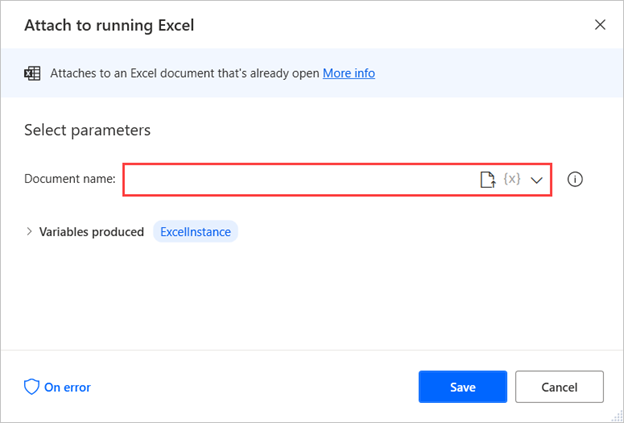 Attach to running Excel
Attaches to an Excel document that's already open More info
Select parameters
Document name: {x}
Variables produced ExcelInstance
On error Save Cancel